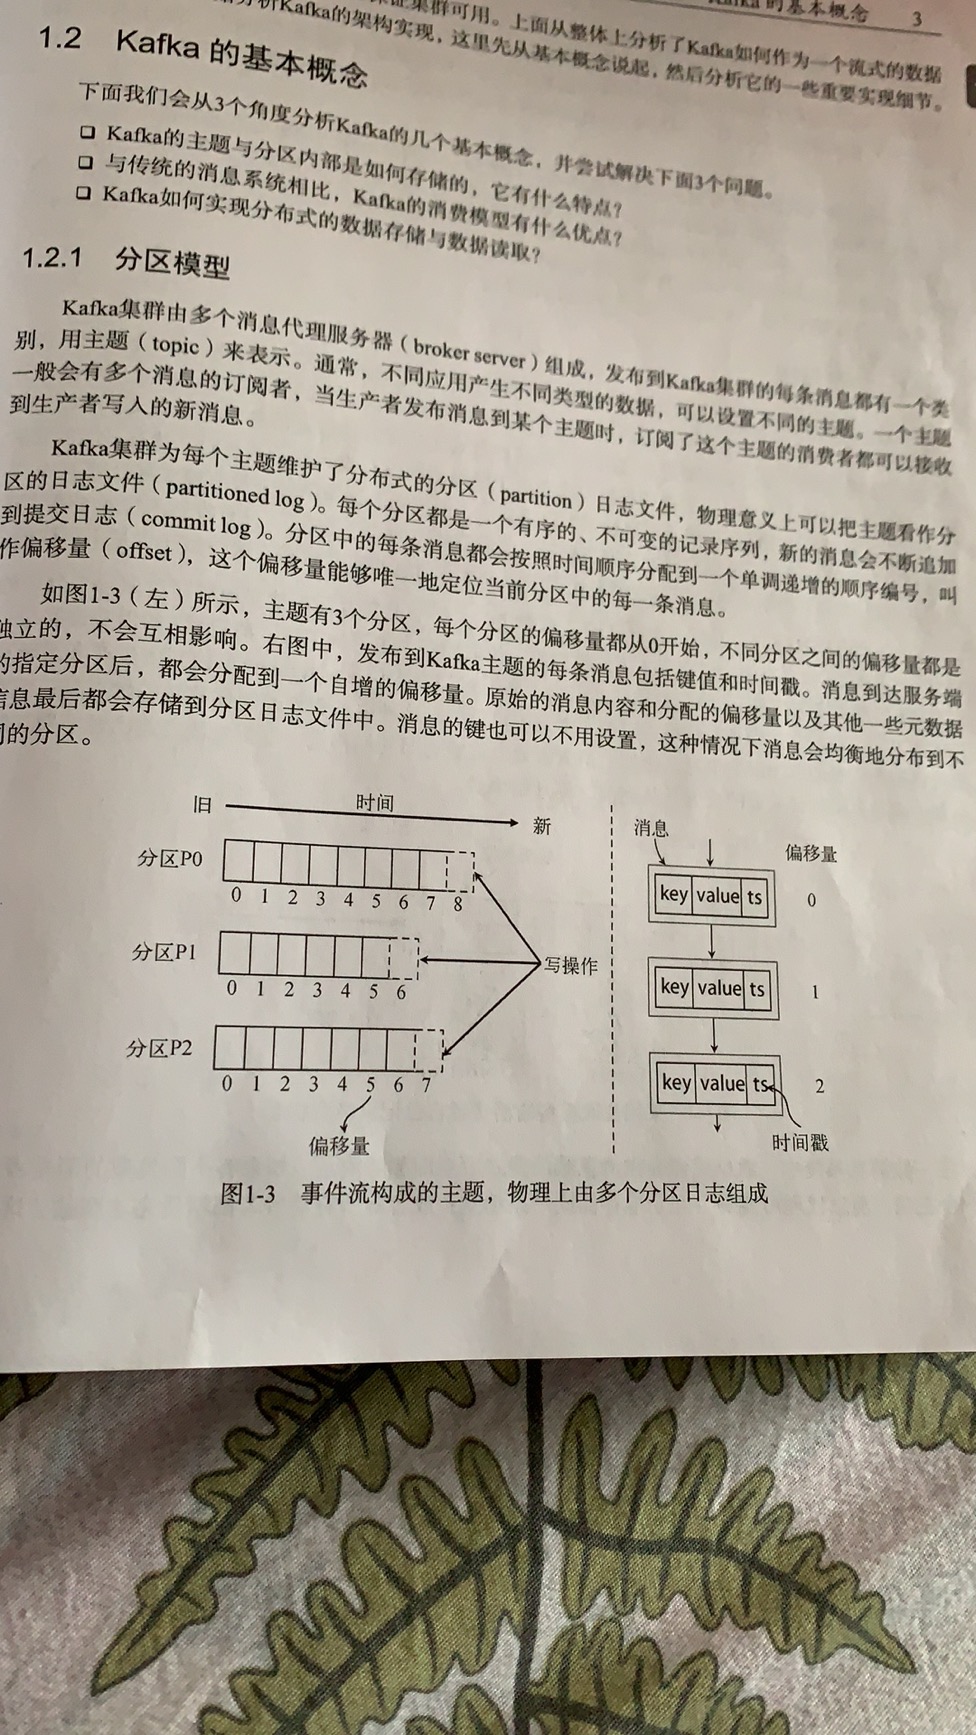 的基本概念 3
证集群可用。上面从整体上分析了Kafka如何作为一个流式的数据
分析Kafka的架构实现，这里先从基本概念说起，然后分析它的一些重要实现细节。
1.2 Kafka 的基本概念
下面我们会从3个角度分析Kafka的几个基本概念，并尝试解决下面3个问题。
❑ Kafka的主题与分区内部是如何存储的，它有什么特点？
❑ 与传统的消息系统相比，Kafka的消费模型有什么优点？
❑ Kafka如何实现分布式的数据存储与数据读取？
1.2.1 分区模型
Kafka集群由多个消息代理服务器（broker server）组成，发布到Kafka集群的每条消息都有一个类
别，用主题（topic）来表示。通常，不同应用产生不同类型的数据，可以设置不同的主题。一个主题
一般会有多个消息的订阅者，当生产者发布消息到某个主题时，订阅了这个主题的消费者都可以接收
到生产者写入的新消息。
Kafka集群为每个主题维护了分布式的分区（partition）日志文件，物理意义上可以把主题看作分
区的日志文件（partitioned log）。每个分区都是一个有序的、不可变的记录序列，新的消息会不断追加
到提交日志（commit log）。分区中的每条消息都会按照时间顺序分配到一个单调递增的顺序编号，叫
作偏移量（offset），这个偏移量能够唯一地定位当前分区中的每一条消息。
如图1-3（左）所示，主题有3个分区，每个分区的偏移量都从0开始，不同分区之间的偏移量都是
独立的，不会互相影响。右图中，发布到Kafka主题的每条消息包括键值和时间戳。消息到达服务端
的指定分区后，都会分配到一个自增的偏移量。原始的消息内容和分配的偏移量以及其他一些元数据
信息最后都会存储到分区日志文件中。消息的键也可以不用设置，这种情况下消息会均衡地分布到不
同的分区。
旧 时间 新
分区P0
0 1 2 3 4 5 6 7 8
分区P1
0 1 2 3 4 5 6
分区P2
0 1 2 3 4 5 6 7
写操作
偏移量
消息 偏移量
key value ts 0
key value ts 1
key value ts 2
时间戳
图1-3 事件流构成的主题，物理上由多个分区日志组成